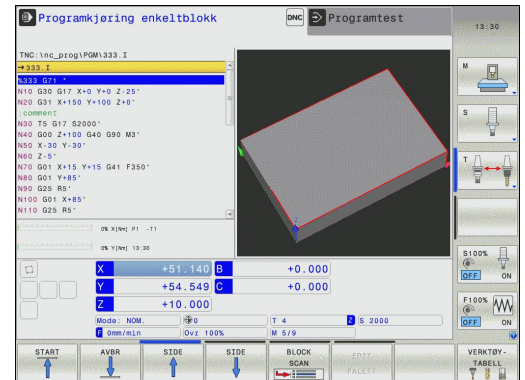 Programkjøring enkeltblokk
DNC
Programtest
13:30
TNC:\nc_prog\PGM\333.I
→333.I
%333 G71 *
N10 G30 G17 X+0 Y+0 Z-25*
N20 G31 X+150 Y+100 Z+0*
;comment
N30 T5 G17 S2000*
N40 G00 Z+100 G40 G90 M3*
N50 X-30 Y-30*
N60 Z-5*
N70 G01 X+15 Y+15 G41 F350*
N80 G01 Y+85*
N90 G25 R5*
N100 G01 X+85*
N110 G25 R5*
0% X[Nm] P1 -T1
0% Y[Nm] 13:30
M
S
T
X +51.140 B +0.000
Y +54.549 C +0.000
Z +10.000
Mode: NOM. 0 T 4 Z S 2000
F 0mm/min Ovr 100% M 5/9
S100%
OFF ON
F100%
OFF ON
START
AVBR
SIDE
SIDE
BLOCK
SCAN
EDIT
PALETT
VERKTØY-
TABELL